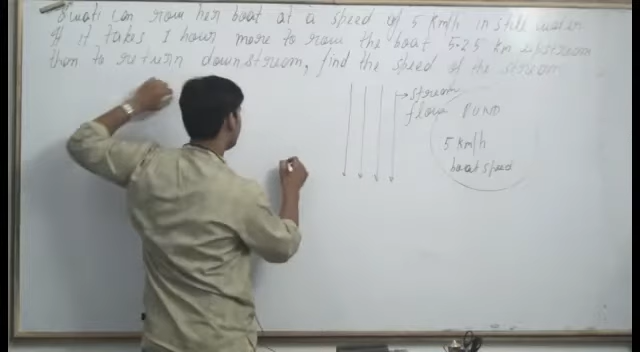 Swati can row her boat at a speed of 5 km/h in still water
If it takes 1 hour more to row the boat 5.25 km upstream
than to return downstream, find the speed of the stream
stream
flow
5 km/h
boat speed